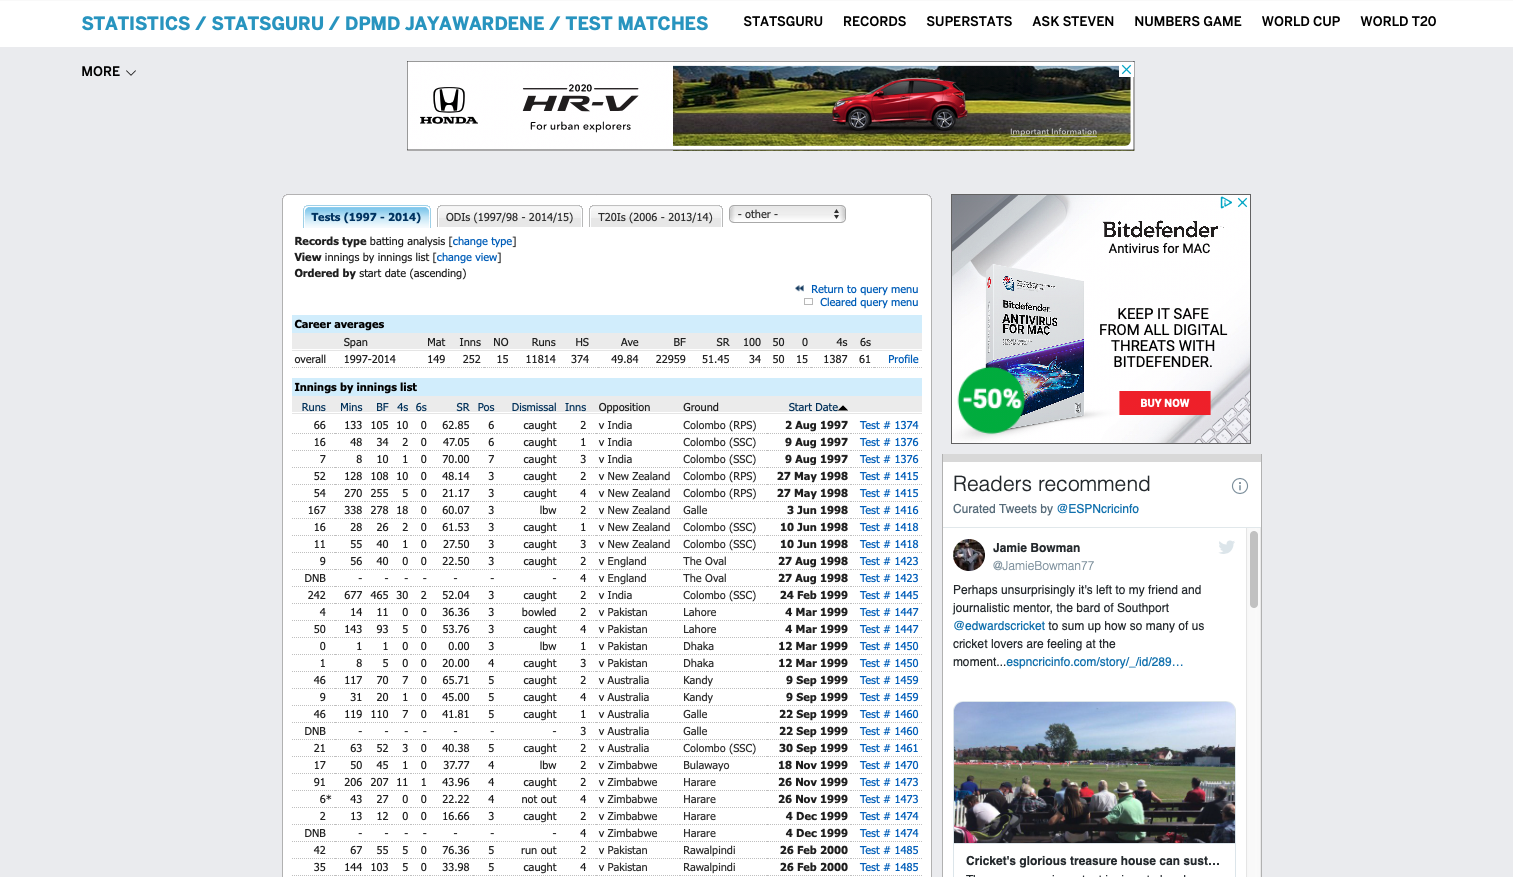 STATISTICS / STATSGURU / DPMD JAYAWARDENE / TEST MATCHES
STATSGURU RECORDS SUPERSTATS ASK STEVEN NUMBERS GAME WORLD CUP WORLD T20
MORE
HONDA
2020
HR-V
For urban explorers
Important Information
Tests (1997 - 2014) ODIs (1997/98 - 2014/15) T20Is (2006 - 2013/14) - other -
Records type batting analysis [change type]
View innings by innings list [change view]
Ordered by start date (ascending)
Return to query menu
Cleared query menu
Career averages
Span Mat Inns NO Runs HS Ave BF SR 100 50 0 4s 6s
overall 1997-2014 149 252 15 11814 374 49.84 22959 51.45 34 50 15 1387 61 Profile
Innings by innings list
Runs Mins BF 4s 6s SR Pos Dismissal Inns Opposition Ground Start Date
66 133 105 10 0 62.85 6 caught 2 v India Colombo (RPS) 2 Aug 1997 Test # 1374
16 48 34 2 0 47.05 6 caught 1 v India Colombo (SSC) 9 Aug 1997 Test # 1376
7 8 10 1 0 70.00 7 caught 3 v India Colombo (SSC) 9 Aug 1997 Test # 1376
52 128 108 10 0 48.14 3 caught 2 v New Zealand Colombo (RPS) 27 May 1998 Test # 1415
54 270 255 5 0 21.17 3 caught 4 v New Zealand Colombo (RPS) 27 May 1998 Test # 1415
167 338 278 18 0 60.07 3 lbw 2 v New Zealand Galle 3 Jun 1998 Test # 1416
16 28 26 2 0 61.53 3 caught 1 v New Zealand Colombo (SSC) 10 Jun 1998 Test # 1418
11 55 40 1 0 27.50 3 caught 3 v New Zealand Colombo (SSC) 10 Jun 1998 Test # 1418
9 56 40 0 0 22.50 3 caught 2 v England The Oval 27 Aug 1998 Test # 1423
DNB - - - - - - - 4 v England The Oval 27 Aug 1998 Test # 1423
242 677 465 30 2 52.04 3 caught 2 v India Colombo (SSC) 24 Feb 1999 Test # 1445
4 14 11 0 0 36.36 3 bowled 2 v Pakistan Lahore 4 Mar 1999 Test # 1447
50 143 93 5 0 53.76 3 caught 4 v Pakistan Lahore 4 Mar 1999 Test # 1447
0 1 1 0 0 0.00 3 lbw 1 v Pakistan Dhaka 12 Mar 1999 Test # 1450
1 8 5 0 0 20.00 4 caught 3 v Pakistan Dhaka 12 Mar 1999 Test # 1450
46 117 70 7 0 65.71 5 caught 2 v Australia Kandy 9 Sep 1999 Test # 1459
9 31 20 1 0 45.00 5 caught 4 v Australia Kandy 9 Sep 1999 Test # 1459
46 119 110 7 0 41.81 5 caught 1 v Australia Galle 22 Sep 1999 Test # 1460
DNB - - - - - - - 3 v Australia Galle 22 Sep 1999 Test # 1460
21 63 52 3 0 40.38 5 caught 2 v Australia Colombo (SSC) 30 Sep 1999 Test # 1461
17 50 45 1 0 37.77 4 lbw 2 v Zimbabwe Bulawayo 18 Nov 1999 Test # 1470
91 206 207 11 1 43.96 4 caught 2 v Zimbabwe Harare 26 Nov 1999 Test # 1473
6* 43 27 0 0 22.22 4 not out 4 v Zimbabwe Harare 26 Nov 1999 Test # 1473
2 13 12 0 0 16.66 3 caught 2 v Zimbabwe Harare 4 Dec 1999 Test # 1474
DNB - - - - - - - 4 v Zimbabwe Harare 4 Dec 1999 Test # 1474
42 67 55 5 0 76.36 5 run out 2 v Pakistan Rawalpindi 26 Feb 2000 Test # 1485
35 144 103 5 0 33.98 5 caught 4 v Pakistan Rawalpindi 26 Feb 2000 Test # 1485
Bitdefender
Antivirus for MAC
Bitdefender
ANTIVIRUS
FOR MAC
KEEP IT SAFE
FROM ALL DIGITAL
THREATS WITH
BITDEFENDER.
-50%
BUY NOW
Readers recommend
Curated Tweets by @ESPNcricinfo
Jamie Bowman
@JamieBowman77
Perhaps unsurprisingly it's left to my friend and
journalistic mentor, the bard of Southport
@edwardscricket to sum up how so many of us
cricket lovers are feeling at the
moment...espncricinfo.com/story/_/id/289…
Cricket's glorious treasure house can sust...